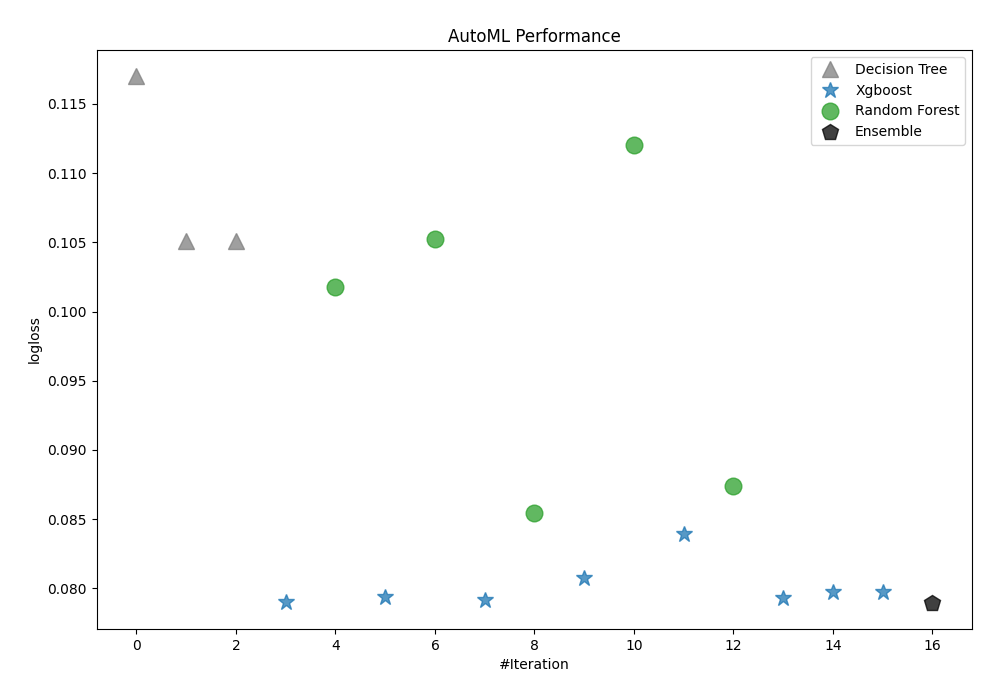 AutoML Performance
Decision Tree
Xgboost
Random Forest
Ensemble
0.115
0.110
0.105
0.100
0.095
0.090
0.085
0.080
logloss
0 2 4 6 8 10 12 14 16
#Iteration